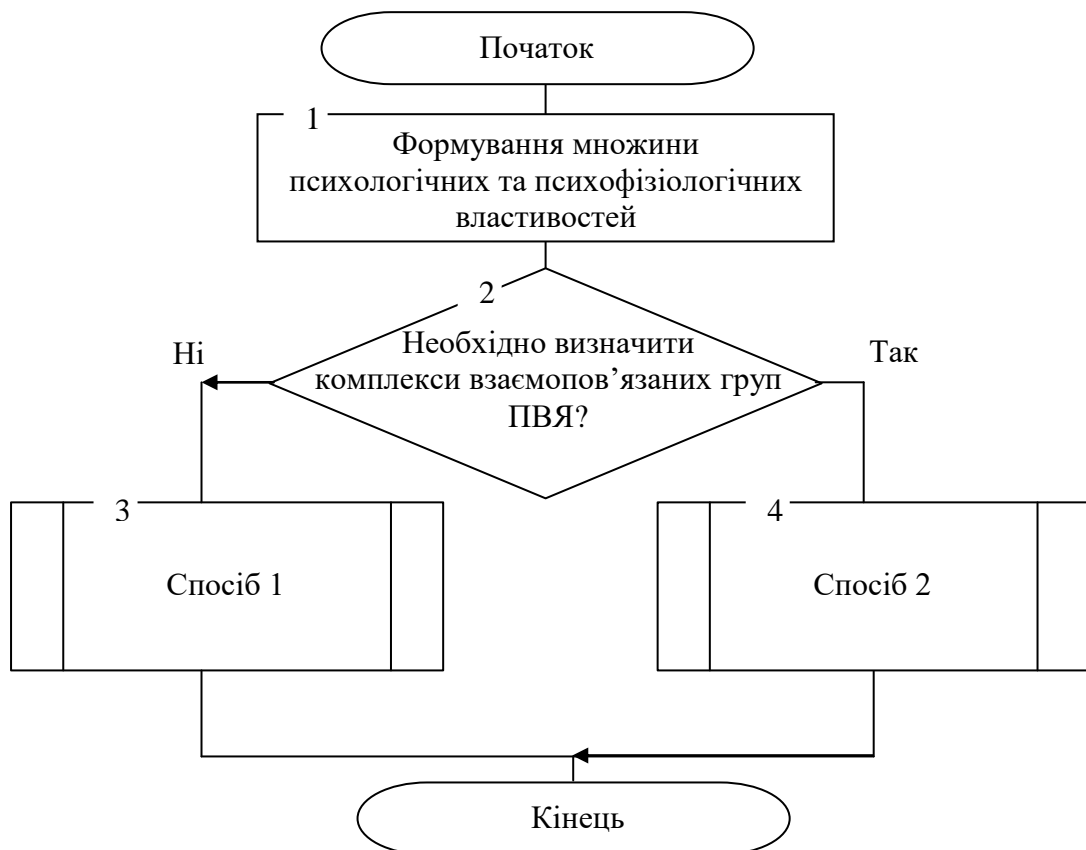 Початок
1
Формування множини
психологічних та психофізіологічних
властивостей
2
Необхідно визначити
комплекси взаємопов’язаних груп
ПВЯ?
Ні
Так
3
Спосіб 1
4
Спосіб 2
Кінець